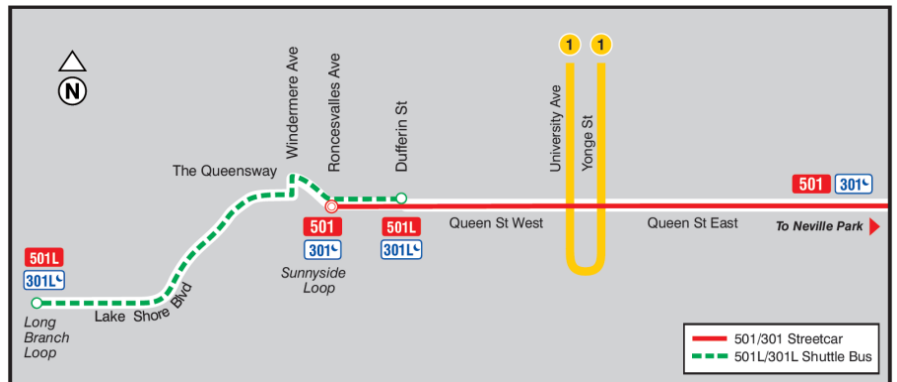 1 1
N
Windermere Ave
Roncesvalles Ave
Dufferin St
University Ave
Yonge St
The Queensway
501 301
501
301
Sunnyside
Loop
501L
301L
Queen St West
Queen St East
To Neville Park
501L
301L
Long
Branch
Loop
Lake Shore Blvd
501/301 Streetcar
501L/301L Shuttle Bus